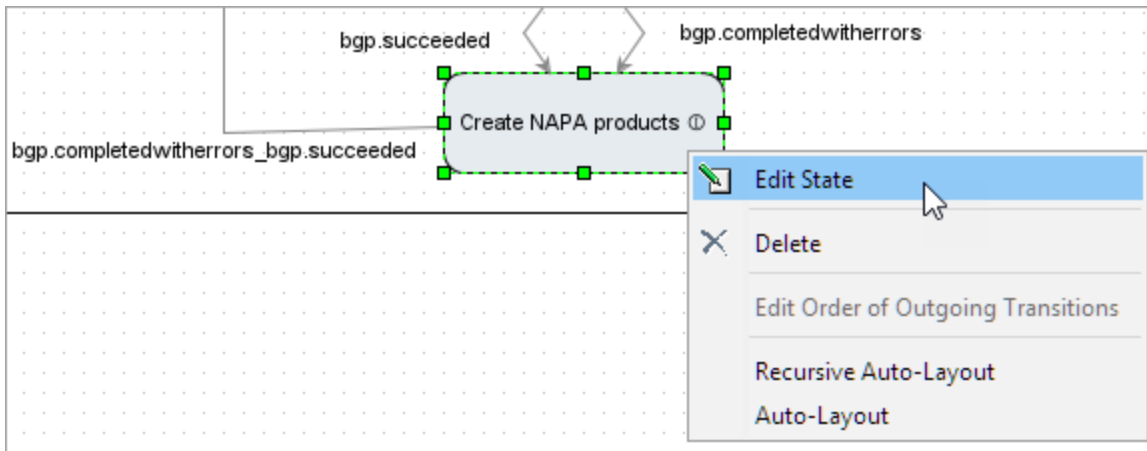 bgp.succeeded
bgp.completedwitherrors
Create NAPA products
bgp.completedwitherrors_bgp.succeeded
Edit State
Delete
Edit Order of Outgoing Transitions
Recursive Auto-Layout
Auto-Layout